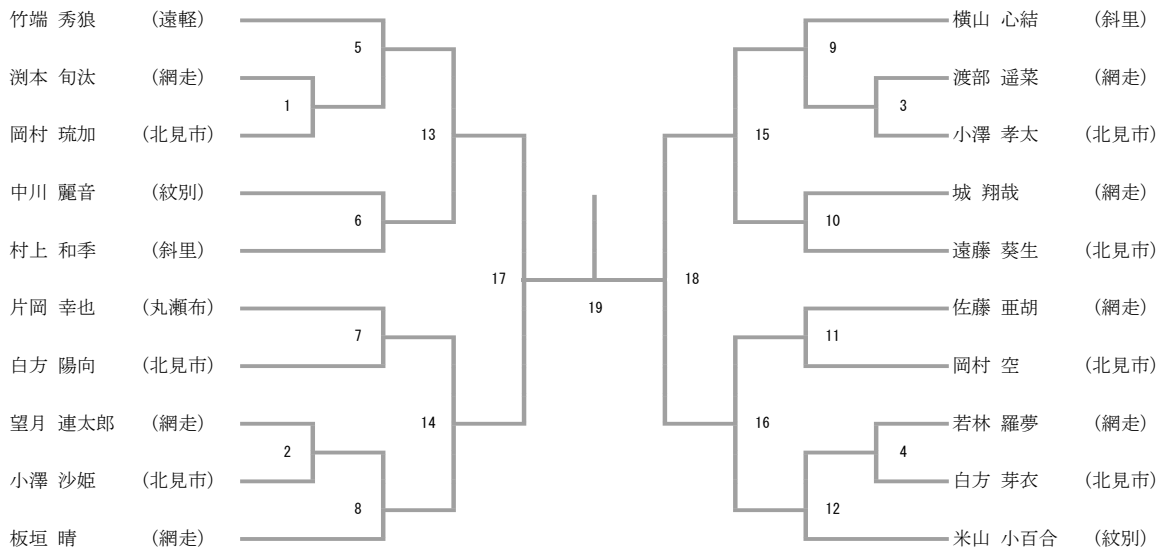 竹端 秀狼 (遠軽)
渕本 旬汰 (網走)
岡村 琉加 (北見市)
中川 麗音 (紋別)
村上 和季 (斜里)
片岡 幸也 (丸瀬布)
白方 陽向 (北見市)
望月 連太郎 (網走)
小澤 沙姫 (北見市)
板垣 晴 (網走)
5
1
13
6
17
7
14
2
8
19
9
3
15
10
18
11
16
4
12
横山 心結 (斜里)
渡部 遥菜 (網走)
小澤 孝太 (北見市)
城 翔哉 (網走)
遠藤 葵生 (北見市)
佐藤 亜胡 (網走)
岡村 空 (北見市)
若林 羅夢 (網走)
白方 芽衣 (北見市)
米山 小百合 (紋別)